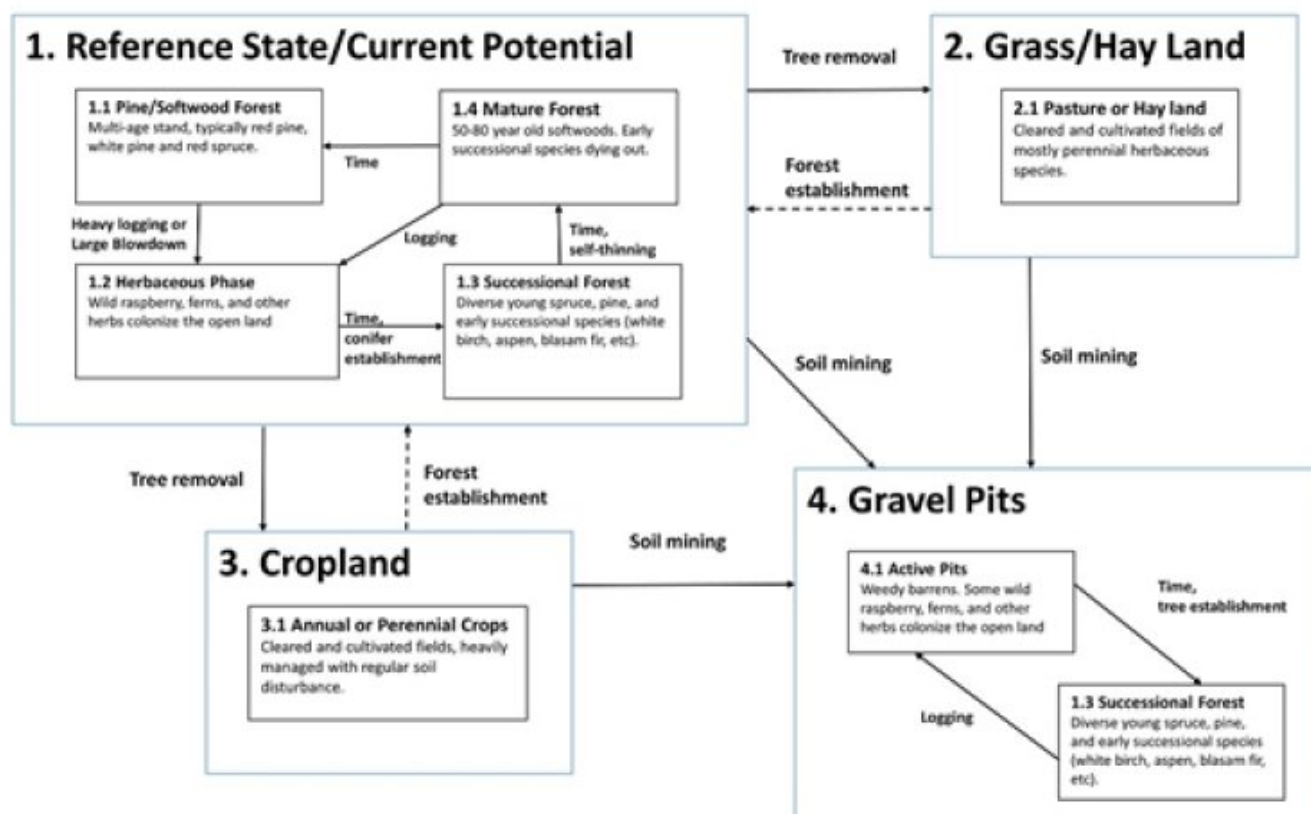 1. Reference State/Current Potential
1.1 Pine/Softwood Forest
Multi-age stand, typically red pine,
white pine and red spruce.
1.4 Mature Forest
50-80 year old softwoods. Early
successional species dying out.
Time
Heavy logging or
Large Blowdown
Logging
Time,
self-thinning
1.2 Herbaceous Phase
Wild raspberry, ferns, and other
herbs colonize the open land
Time,
conifer
establishment
1.3 Successional Forest
Diverse young spruce, pine, and
early successional species (white
birch, aspen, blasam fir, etc).
Tree removal
Forest
establishment
2. Grass/Hay Land
2.1 Pasture or Hay land
Cleared and cultivated fields of
mostly perennial herbaceous
species.
Soil mining
Soil mining
Tree removal
Forest
establishment
3. Cropland
3.1 Annual or Perennial Crops
Cleared and cultivated fields, heavily
managed with regular soil
disturbance.
Soil mining
4. Gravel Pits
4.1 Active Pits
Weedy barrens. Some wild
raspberry, ferns, and other
herbs colonize the open land
Time,
tree establishment
Logging
1.3 Successional Forest
Diverse young spruce, pine,
and early successional species
(white birch, aspen, blasam fir,
etc).